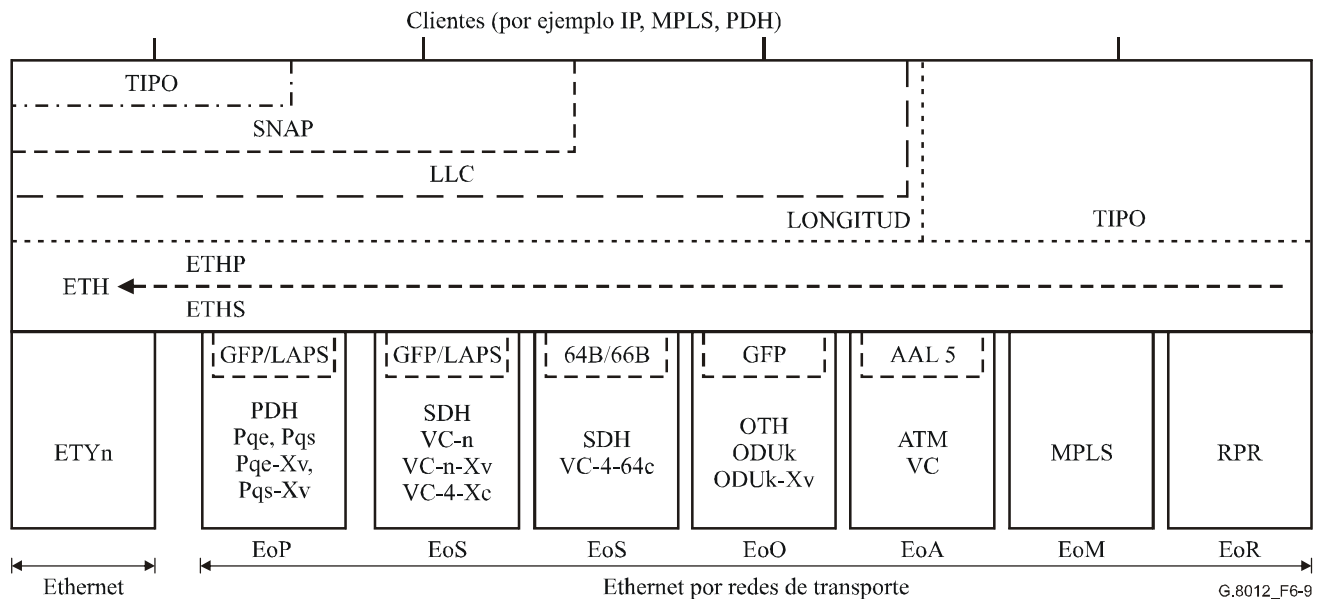 Clientes (por ejemplo IP, MPLS, PDH)
TIPO
SNAP
LLC
LONGITUD
TIPO
ETHP
ETH
ETHS
GFP/LAPS
GFP/LAPS
64B/66B
GFP
AAL 5
ETYn
PDH
Pqe, Pqs
Pqe-Xv,
Pqs-Xv
SDH
VC-n
VC-n-Xv
VC-4-Xc
SDH
VC-4-64c
OTH
ODUk
ODUk-Xv
ATM
VC
MPLS
RPR
EoP
EoS
EoS
EoO
EoA
EoM
EoR
Ethernet
Ethernet por redes de transporte
G.8012_F6-9